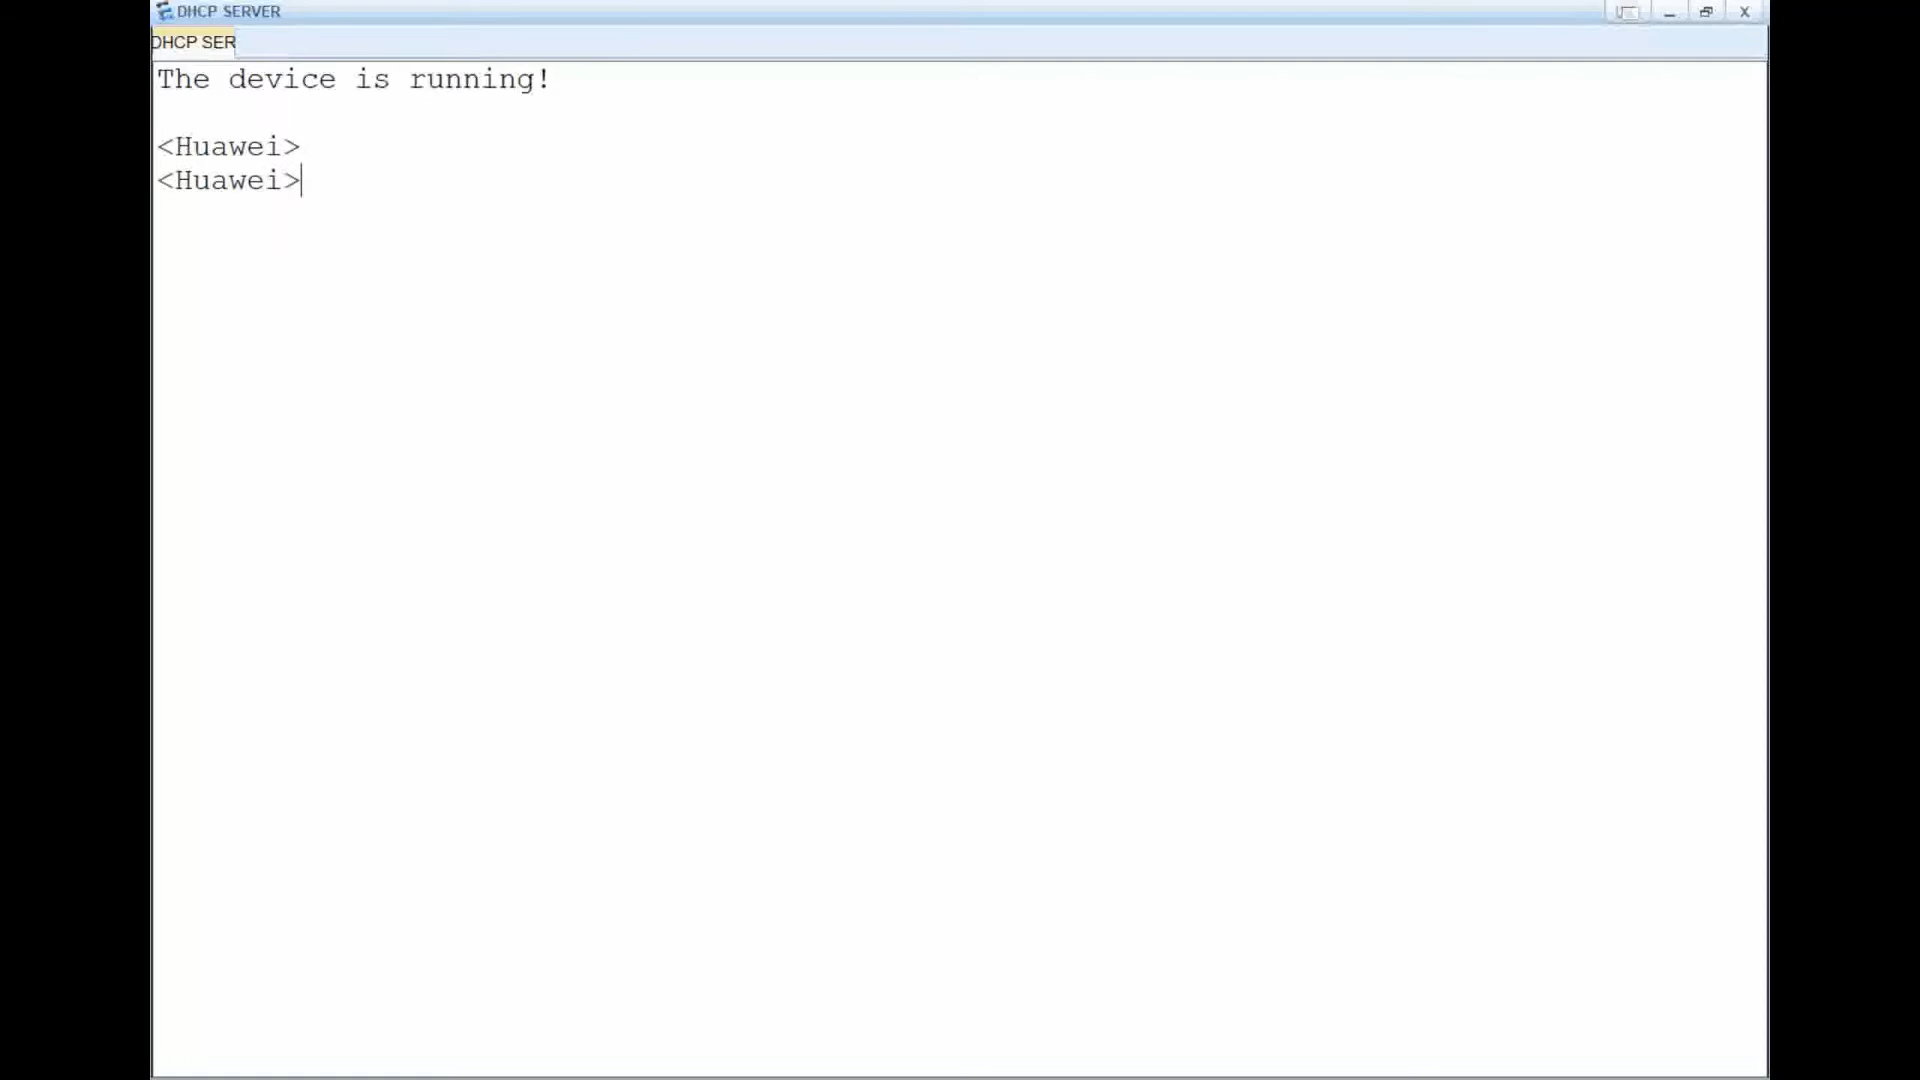 DHCP SERVER
DHCP SER
The device is running!
<Huawei>
<Huawei>